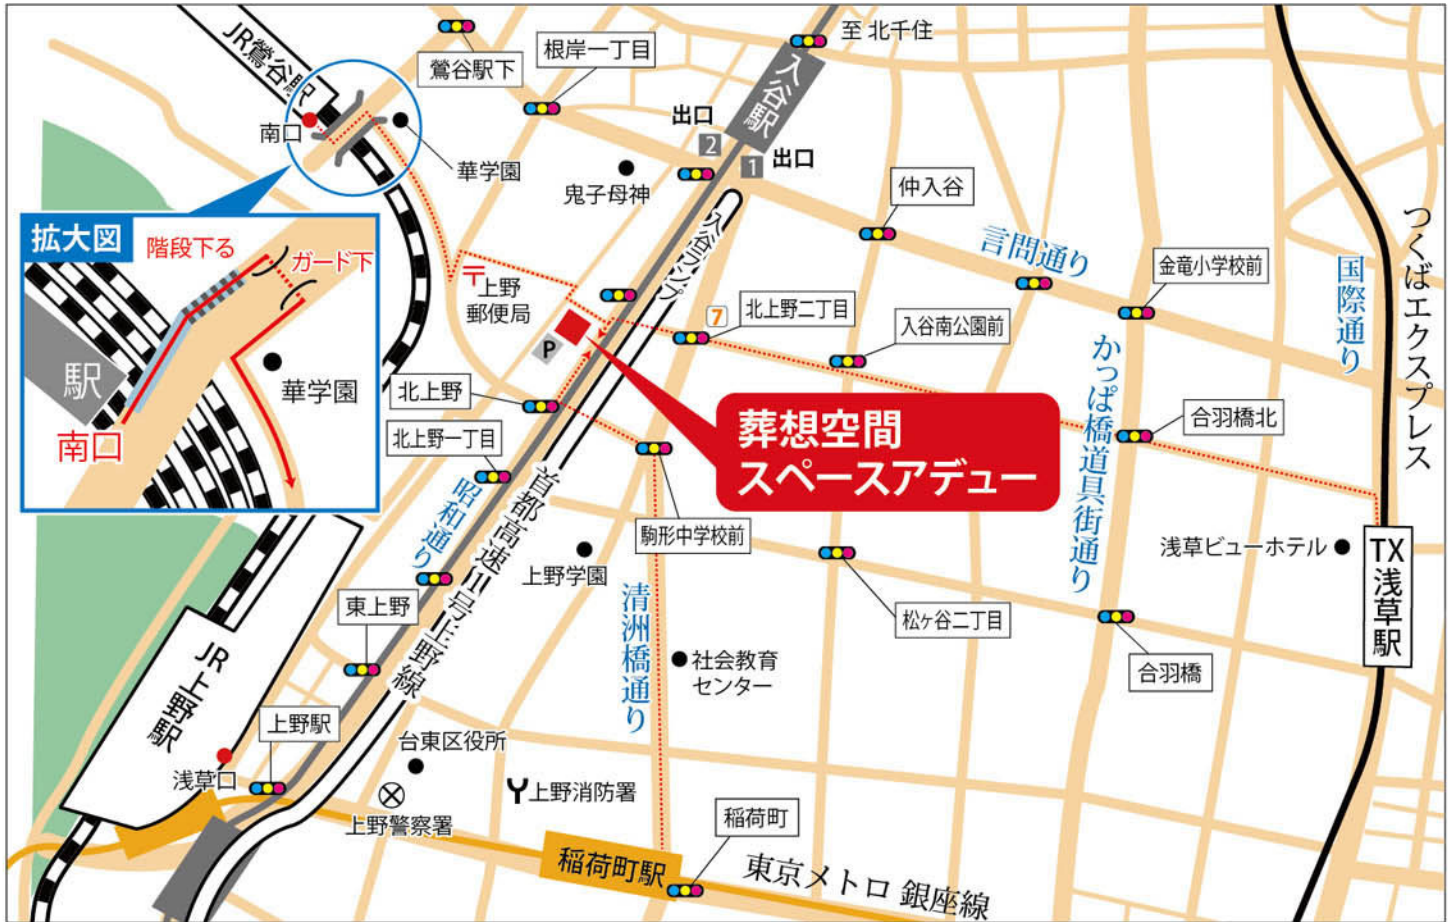 至 北千住
鶯谷駅下
根岸一丁目
JR鶯谷駅
南口
華学園
入谷駅
出口
2
1
出口
鬼子母神
仲入谷
入谷ランプ
言問通り
金竜小学校前
国際通り
つくばエクスプレス
拡大図
階段下る
ガード下
駅
南口
華学園
〒
上野
郵便局
P
7
北上野二丁目
入谷南公園前
かっぱ橋道具街通り
合羽橋北
北上野
北上野一丁目
葬想空間
スペースアデュー
昭和通り
首都高速11号上野線
駒形中学校前
上野学園
清洲橋通り
浅草ビューホテル
TX浅草駅
東上野
松ヶ谷二丁目
合羽橋
社会教育
センター
JR上野駅
上野駅
浅草口
台東区役所
上野警察署
上野消防署
稲荷町
稲荷町駅
東京メトロ 銀座線